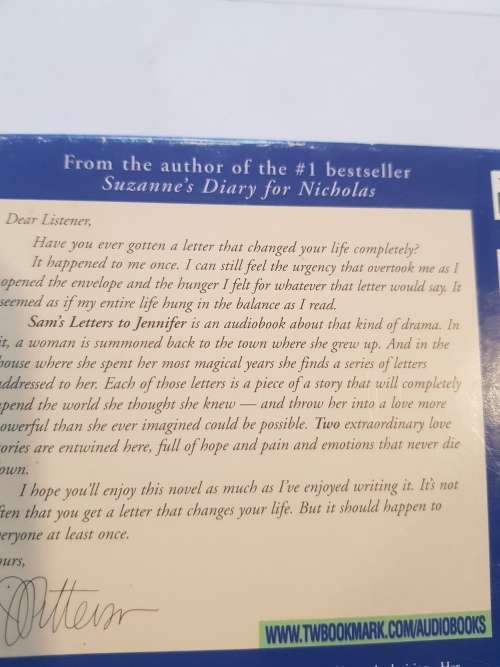 From the author of the #1 bestseller
Suzanne's Diary for Nicholas
Dear Listener,
Have you ever gotten a letter that changed your life completely?
It happened to me once. I can still feel the urgency that overtook me as I
opened the envelope and the hunger I felt for whatever that letter would say. It
seemed as if my entire life hung in the balance as I read.
Sam's Letters to Jennifer is an audiobook about that kind of drama. In
it, a woman is summoned back to the town where she grew up. And in the
house where she spent her most magical years she finds a series of letters
addressed to her. Each of those letters is a piece of a story that will completely
pend the world she thought she knew — and throw her into a love more
owerful than she ever imagined could be possible. Two extraordinary love
ories are entwined here, full of hope and pain and emotions that never die
own.
I hope you'll enjoy this novel as much as I've enjoyed writing it. It's not
ften that you get a letter that changes your life. But it should happen to
eryone at least once.
ours,
WWW.TWBOOKMARK.COM/AUDIOBOOKS
Her